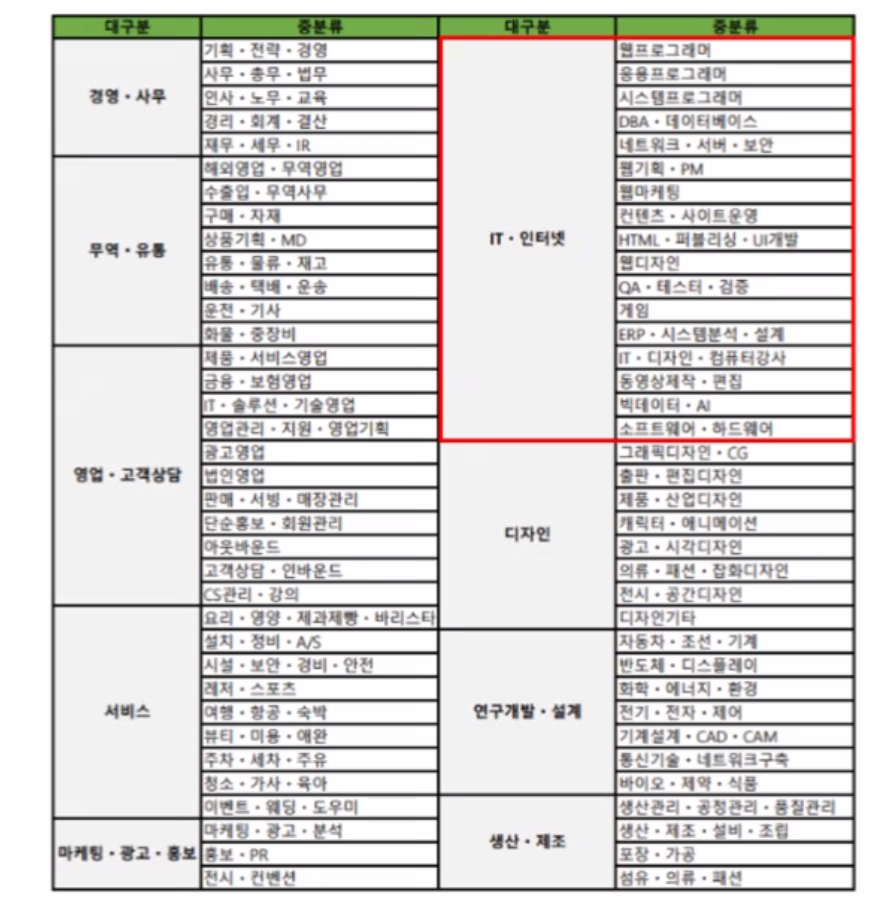 대구분 중분류 대구분 중분류
경영・사무
기획・전략・경영
사무・총무・법무
인사・노무・교육
경리・회계・결산
재무・세무・IR
무역・유통
해외영업・무역영업
수출입・무역사무
구매・자재
상품기획・MD
유통・물류・재고
배송・택배・운송
운전・기사
화물・중장비
영업・고객상담
제품・서비스영업
금융・보험영업
IT・솔루션・기술영업
영업관리・지원・영업기획
광고영업
법인영업
판매・서빙・매장관리
단순홍보・회원관리
아웃바운드
고객상담・인바운드
CS관리・강의
서비스
요리・영양・제과제빵・바리스타
설치・정비・A/S
시설・보안・경비・안전
레저・스포츠
여행・항공・숙박
뷰티・미용・애완
주차・세차・주유
청소・가사・육아
이벤트・웨딩・도우미
마케팅・광고・홍보
마케팅・광고・분석
홍보・PR
전시・컨벤션
IT・인터넷
웹프로그래머
응용프로그래머
시스템프로그래머
DBA・데이터베이스
네트워크・서버・보안
웹기획・PM
웹마케팅
컨텐츠・사이트운영
HTML・퍼블리싱・UI개발
웹디자인
QA・테스터・검증
게임
ERP・시스템분석・설계
IT・디자인・컴퓨터강사
동영상제작・편집
빅데이터・AI
소프트웨어・하드웨어
디자인
그래픽디자인・CG
출판・편집디자인
제품・산업디자인
캐릭터・애니메이션
광고・시각디자인
의류・패션・잡화디자인
전시・공간디자인
디자인기타
연구개발・설계
자동차・조선・기계
반도체・디스플레이
화학・에너지・환경
전기・전자・제어
기계설계・CAD・CAM
통신기술・네트워크구축
바이오・제약・식품
생산・제조
생산관리・공정관리・품질관리
생산・제조・설비・조립
포장・가공
섬유・의류・패션